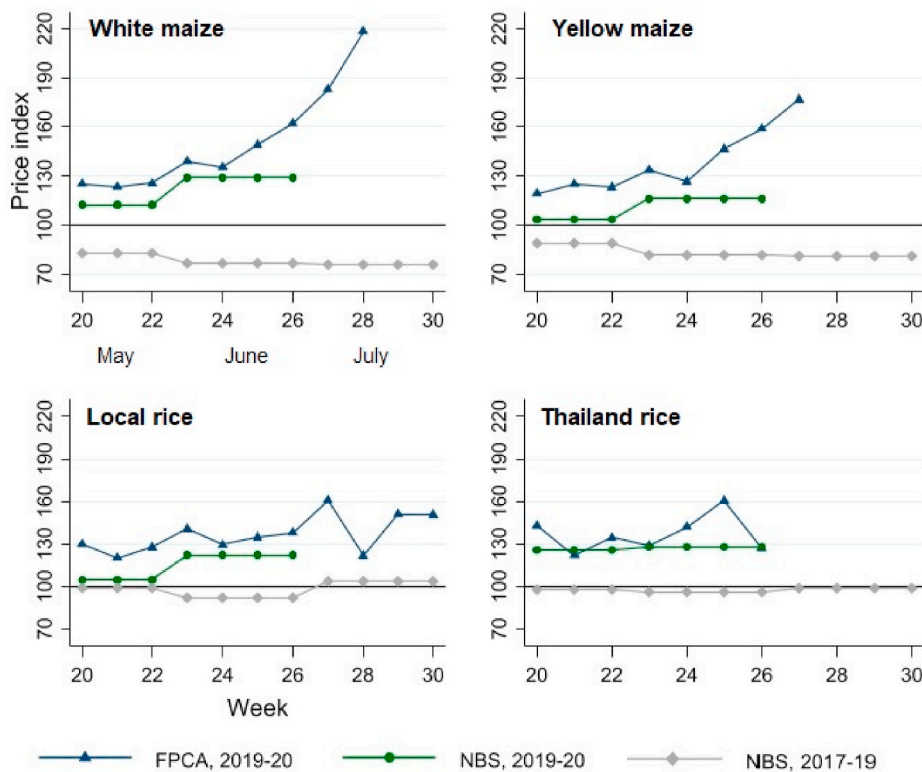 White maize
Yellow maize
Price index
220
190
160
130
100
70
220
190
160
130
100
70
20 22 24 26 28 30
20 22 24 26 28 30
May June July
Local rice
Thailand rice
220
190
160
130
100
70
220
190
160
130
100
70
20 22 24 26 28 30
20 22 24 26 28 30
Week
FPCA, 2019-20 NBS, 2019-20 NBS, 2017-19